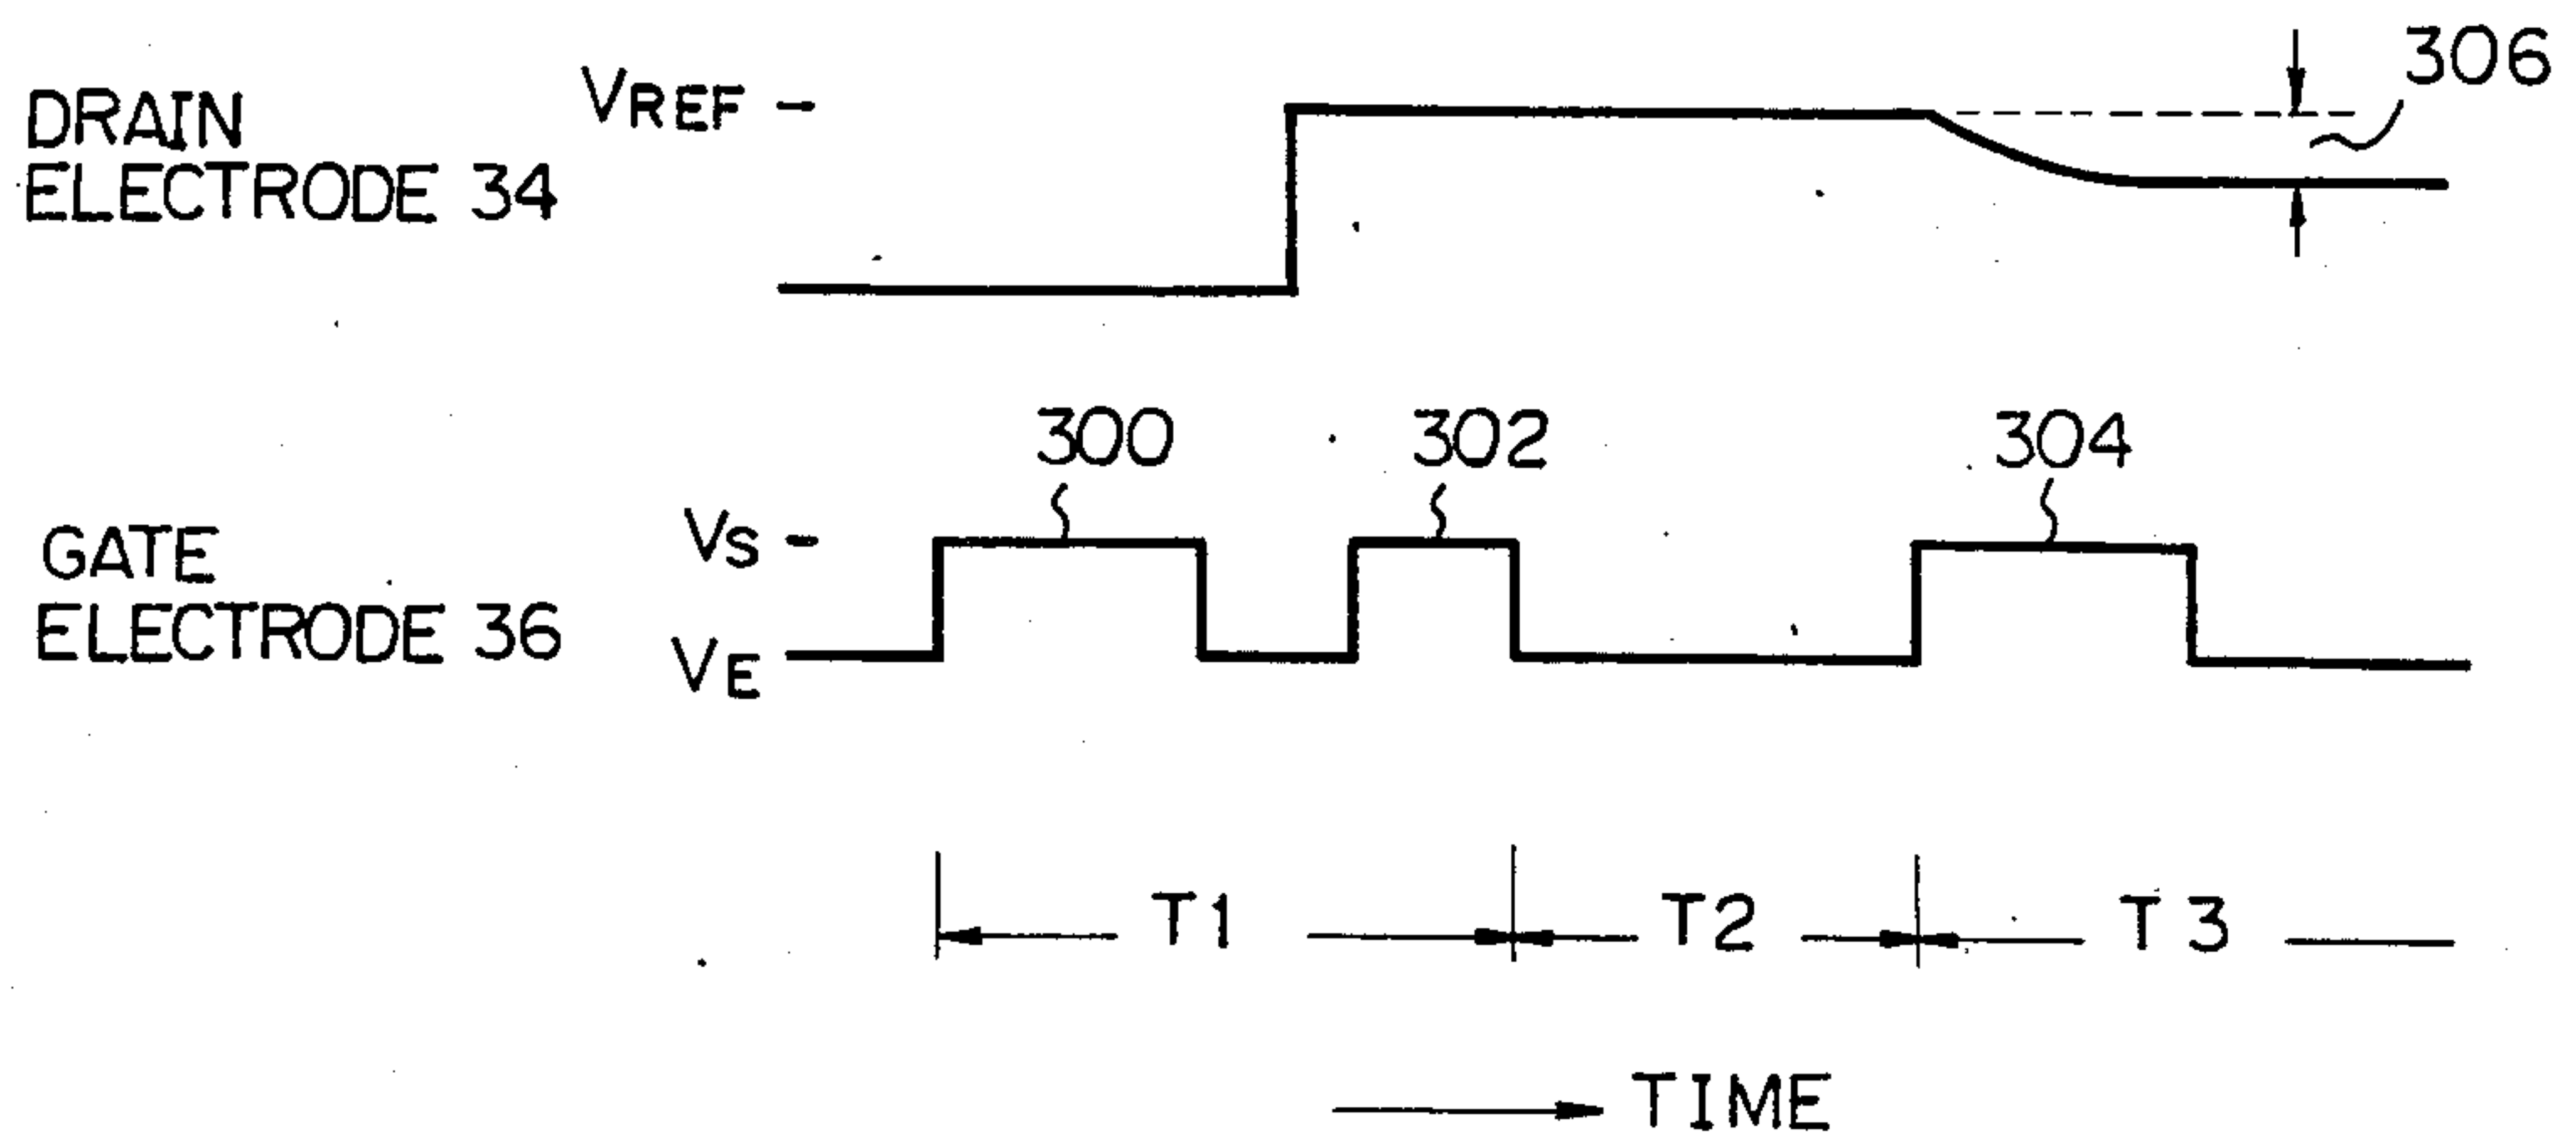 DRAIN
ELECTRODE 34
VREF
306
300
302
304
GATE
ELECTRODE 36
VS
VE
T1
T2
T3
TIME